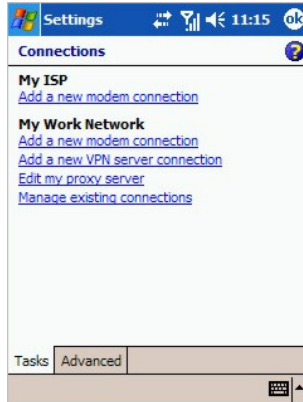 Settings 11:15 ok
Connections ?
My ISP
Add a new modem connection
My Work Network
Add a new modem connection
Add a new VPN server connection
Edit my proxy server
Manage existing connections
Tasks Advanced